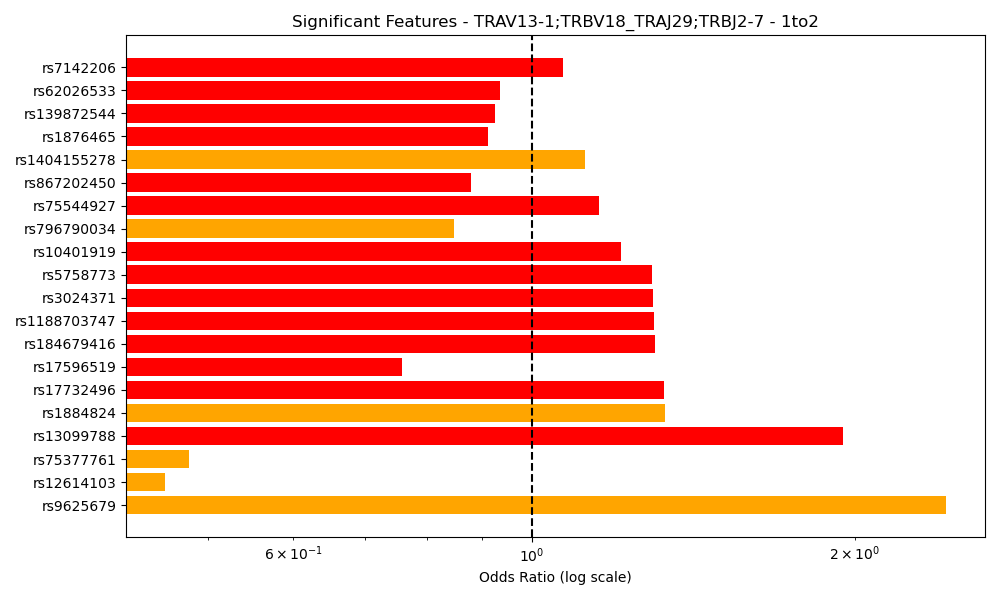 Significant Features - TRAV13-1;TRBV18_TRAJ29;TRBJ2-7 - 1to2
rs7142206
rs62026533
rs139872544
rs1876465
rs1404155278
rs867202450
rs75544927
rs796790034
rs10401919
rs5758773
rs3024371
rs1188703747
rs184679416
rs17596519
rs17732496
rs1884824
rs13099788
rs75377761
rs12614103
rs9625679
6 × 10⁻¹ 10⁰ 2 × 10⁰
Odds Ratio (log scale)